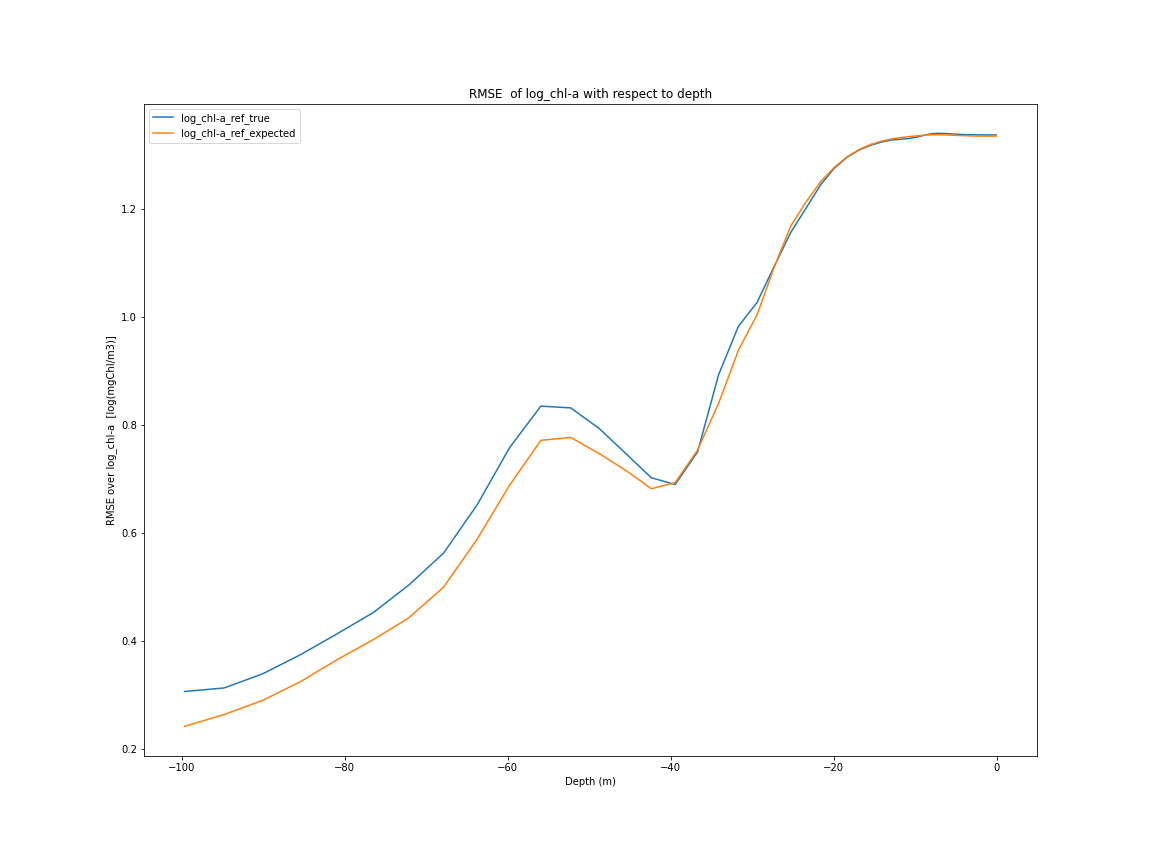 RMSE  of log_chl-a with respect to depth
log_chl-a_ref_true
log_chl-a_ref_expected
RMSE over log_chl-a  [log(mgChl/m3)]
1.2
1.0
0.8
0.6
0.4
0.2
−100
−80
−60
−40
−20
0
Depth (m)